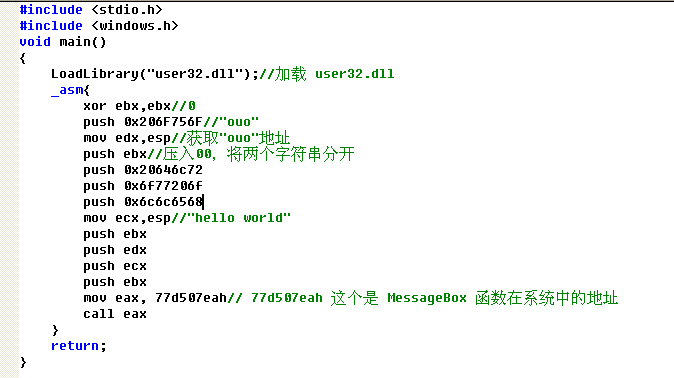 #include <stdio.h>
#include <windows.h>
void main()
{
    LoadLibrary("user32.dll");//加载 user32.dll
    _asm{
        xor ebx,ebx//0
        push 0x206F756F//"ouo"
        mov edx,esp//获取"ouo"地址
        push ebx//压入00，将两个字符串分开
        push 0x20646c72
        push 0x6f77206f
        push 0x6c6c6568
        mov ecx,esp//"hello world"
        push ebx
        push edx
        push ecx
        push ebx
        mov eax, 77d507eah// 77d507eah 这个是 MessageBox 函数在系统中的地址
        call eax
    }
    return;
}